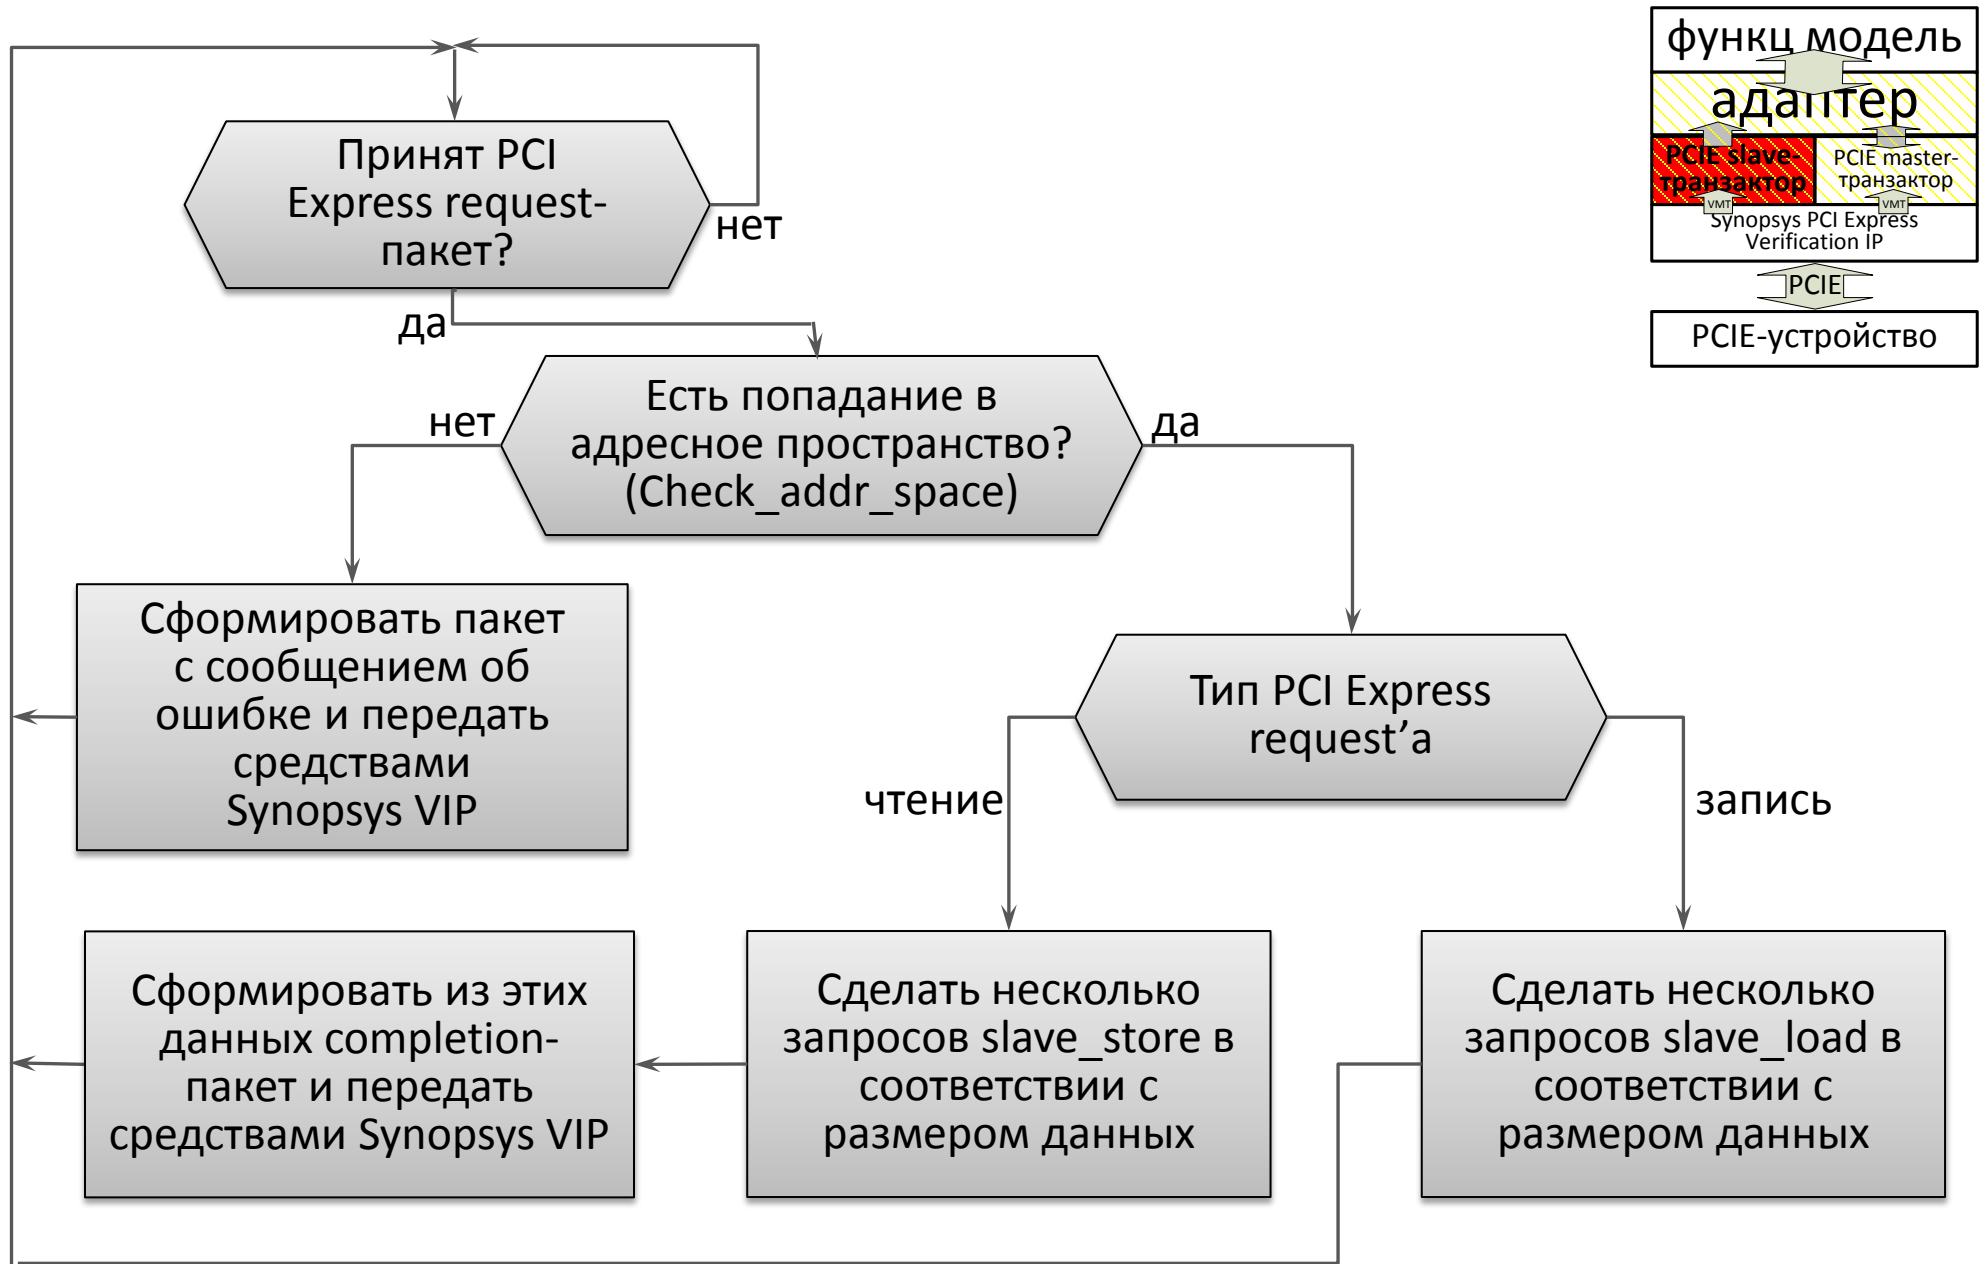 Принят PCI
Express request-
пакет?
нет
да
Есть попадание в
адресное пространство?
(Check_addr_space)
нет
да
Сформировать пакет
с сообщением об
ошибке и передать
средствами
Synopsys VIP
Тип PCI Express
request’а
чтение
запись
Сформировать из этих
данных completion-
пакет и передать
средствами Synopsys VIP
Сделать несколько
запросов slave_store в
соответствии с
размером данных
Сделать несколько
запросов slave_load в
соответствии с
размером данных
функц модель
адаптер
PCIE slave-
транзактор
PCIE master-
транзактор
VMT
VMT
Synopsys PCI Express
Verification IP
PCIE
PCIE-устройство